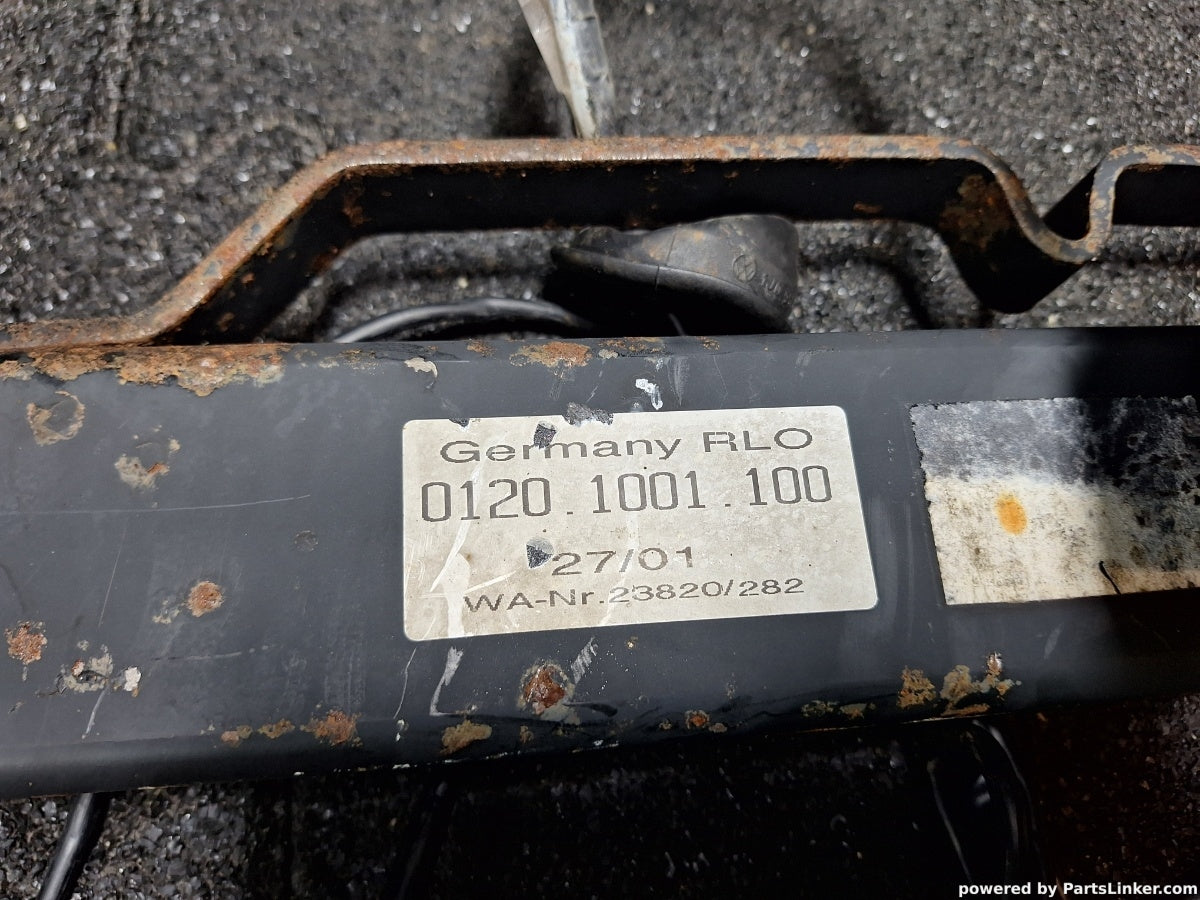 Germany RLO
0120.1001.100
27/01
WA-Nr.23820/282
powered by PartsLinker.com